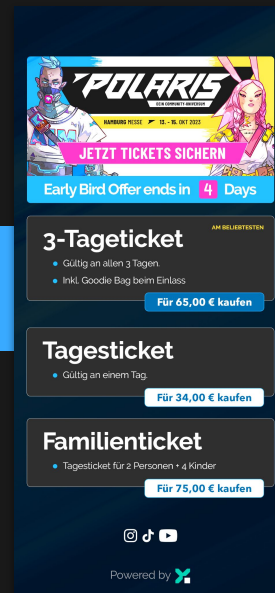 POLARIS
DEIN COMMUNITY-UNIVERSUM
HAMBURG MESSE 13. - 15. OKT 2023
JETZT TICKETS SICHERN
Early Bird Offer ends in 4 Days
3-Tageticket
AM BELIEBTESTEN
Gültig an allen 3 Tagen.
Inkl. Goodie Bag beim Einlass
Für 65,00 € kaufen
Tagesticket
Gültig an einem Tag.
Für 34,00 € kaufen
Familienticket
Tagesticket für 2 Personen + 4 Kinder
Für 75,00 € kaufen
Powered by